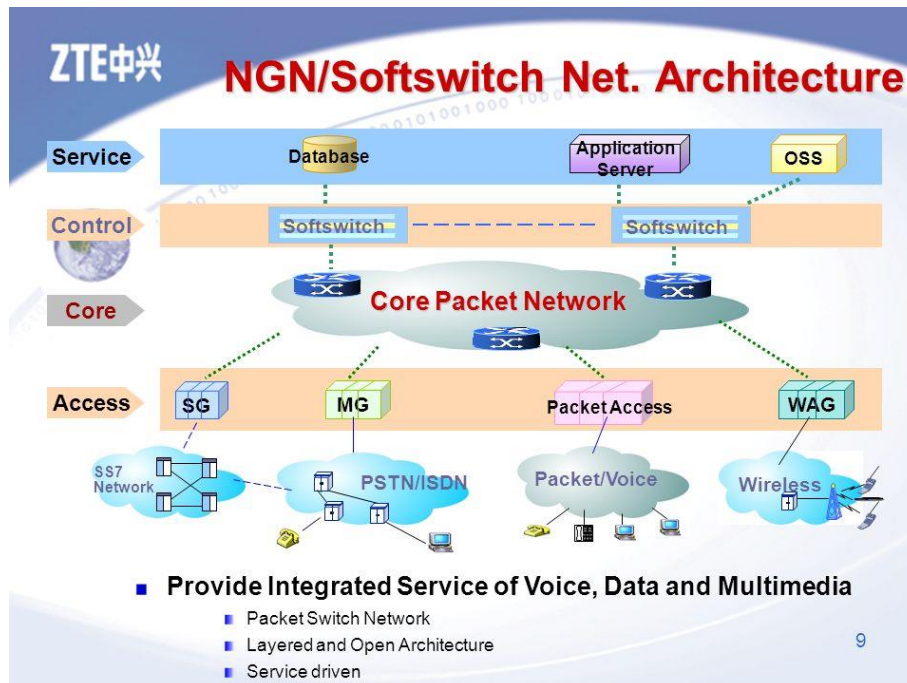 ZTE中兴
NGN/Softswitch Net. Architecture
Service
Database
Application
Server
OSS
Control
Softswitch
Softswitch
Core
Core Packet Network
Access
SG
MG
Packet Access
WAG
SS7
Network
PSTN/ISDN
Packet/Voice
Wireless
Provide Integrated Service of Voice, Data and Multimedia
Packet Switch Network
Layered and Open Architecture
Service driven
9